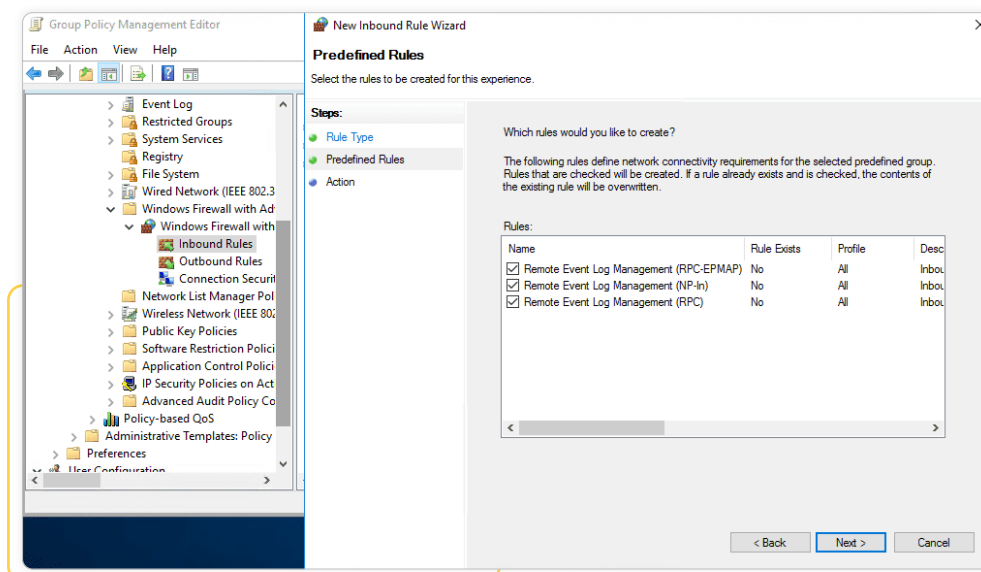 Group Policy Management Editor
File Action View Help
Event Log
Restricted Groups
System Services
Registry
File System
Wired Network (IEEE 802.3
Windows Firewall with Ad
Windows Firewall with
Inbound Rules
Outbound Rules
Connection Securit
Network List Manager Pol
Wireless Network (IEEE 802
Public Key Policies
Software Restriction Polici
Application Control Polici
IP Security Policies on Act
Advanced Audit Policy Co
Policy-based QoS
Administrative Templates: Policy
Preferences
User Configuration
New Inbound Rule Wizard
Predefined Rules
Select the rules to be created for this experience.
Steps:
Rule Type
Predefined Rules
Action
Which rules would you like to create?
The following rules define network connectivity requirements for the selected predefined group.
Rules that are checked will be created. If a rule already exists and is checked, the contents of
the existing rule will be overwritten.
Rules:
Name Rule Exists Profile Desc
Remote Event Log Management (RPC-EPMAP) No All Inbou
Remote Event Log Management (NP-In) No All Inbou
Remote Event Log Management (RPC) No All Inbou
< Back Next > Cancel